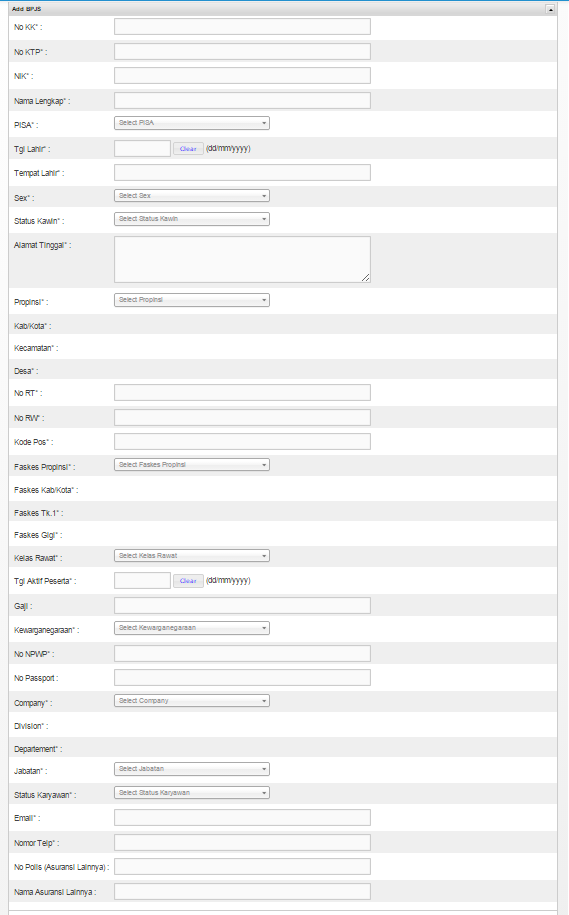 Add BPJS
No KK* :
No KTP* :
NIK* :
Nama Lengkap* :
PISA* : Select PISA
Tgl Lahir* : Clear (dd/mm/yyyy)
Tempat Lahir* :
Sex* : Select Sex
Status Kawin* : Select Status Kawin
Alamat Tinggal* :
Propinsi* : Select Propinsi
Kab/Kota* :
Kecamatan* :
Desa* :
No RT* :
No RW* :
Kode Pos* :
Faskes Propinsi* : Select Faskes Propinsi
Faskes Kab/Kota* :
Faskes Tk.1* :
Faskes Gigi* :
Kelas Rawat* : Select Kelas Rawat
Tgl Aktif Peserta* : Clear (dd/mm/yyyy)
Gaji :
Kewarganegaraan* : Select Kewarganegaraan
No NPWP* :
No Passport :
Company* : Select Company
Division* :
Departement* :
Jabatan* : Select Jabatan
Status Karyawan* : Select Status Karyawan
Email* :
Nomor Telp* :
No Polis (Asuransi Lainnya) :
Nama Asuransi Lainnya :